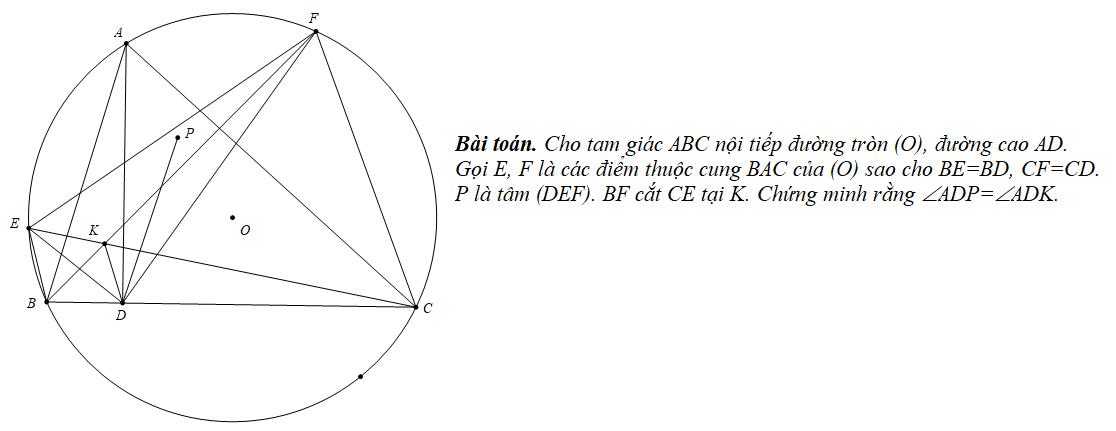 A
F
P
Bài toán. Cho tam giác ABC nội tiếp đường tròn (O), đường cao AD.
Gọi E, F là các điểm thuộc cung BAC của (O) sao cho BE=BD, CF=CD.
P là tâm (DEF). BF cắt CE tại K. Chứng minh rằng ∠ADP=∠ADK.
E
K
O
B
D
C